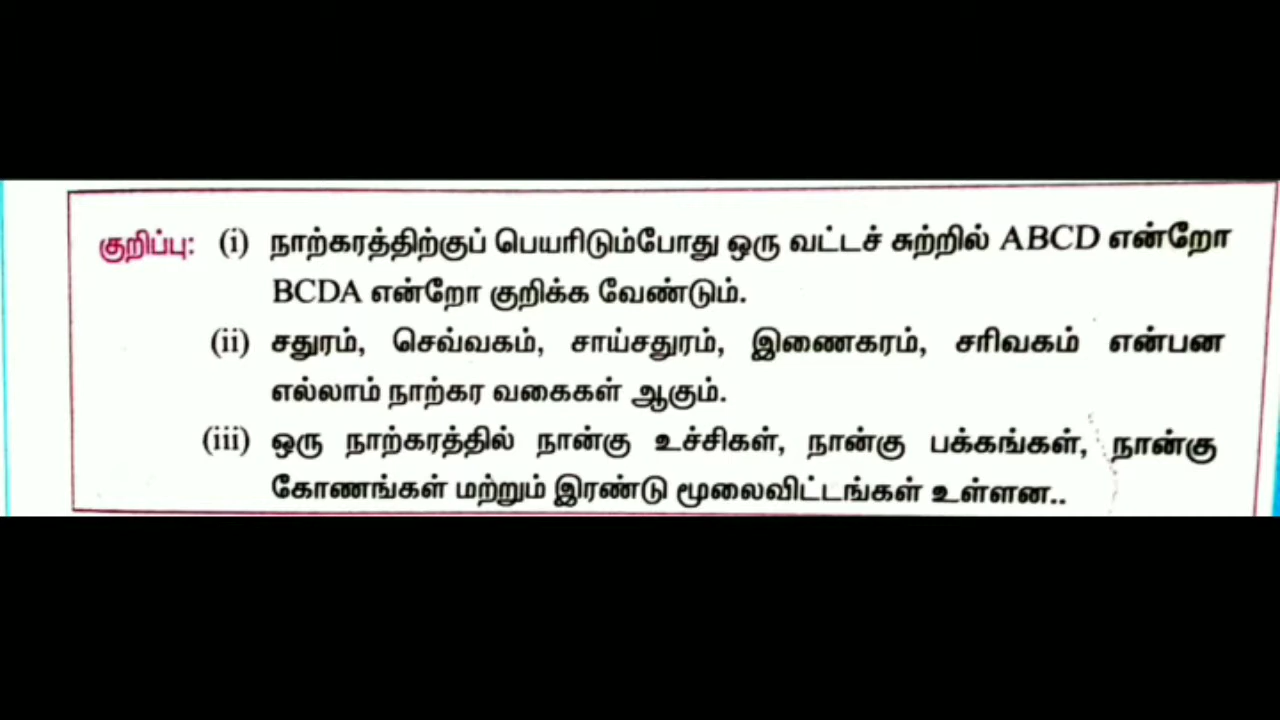 குறிப்பு: (i) நாற்கரத்திற்குப் பெயரிடும்போது ஒரு வட்டச் சுற்றில் ABCD என்றோ
BCDA என்றோ குறிக்க வேண்டும்.
(ii) சதுரம், செவ்வகம், சாய்சதுரம், இணைகரம், சரிவகம் என்பன
எல்லாம் நாற்கர வகைகள் ஆகும்.
(iii) ஒரு நாற்கரத்தில் நான்கு உச்சிகள், நான்கு பக்கங்கள், நான்கு
கோணங்கள் மற்றும் இரண்டு மூலைவிட்டங்கள் உள்ளன..